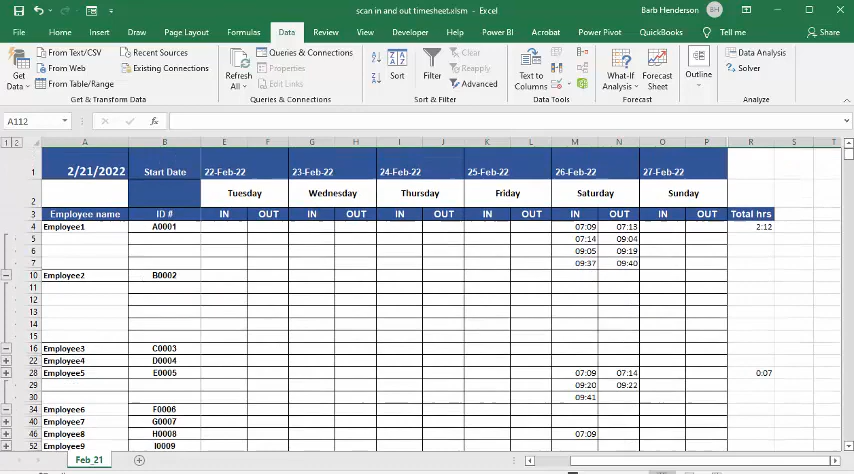 scan in and out timesheet.xlsm - Excel
Barb Henderson BH
File Home Insert Draw Page Layout Formulas Data Review View Developer Help Power BI Acrobat Power Pivot QuickBooks Tell me Share
Get Data
From Text/CSV
From Web
From Table/Range
Recent Sources
Existing Connections
Get & Transform Data
Refresh All
Queries & Connections
Properties
Edit Links
Queries & Connections
Sort
Filter
Clear
Reapply
Advanced
Sort & Filter
Text to Columns
Data Tools
What-If Analysis
Forecast Sheet
Forecast
Outline
Data Analysis
Solver
Analyze
A112 fx
1 2 A B E F G H I J K L M N O P R S T
1 2/21/2022 Start Date 22-Feb-22 23-Feb-22 24-Feb-22 25-Feb-22 26-Feb-22 27-Feb-22
2 Tuesday Wednesday Thursday Friday Saturday Sunday
3 Employee name ID # IN OUT IN OUT IN OUT IN OUT IN OUT IN OUT Total hrs
4 Employee1 A0001 07:09 07:13 2:12
5 07:14 09:04
6 09:05 09:19
7 09:37 09:40
10 Employee2 B0002
11
12
13
14
15
16 Employee3 C0003
22 Employee4 D0004
28 Employee5 E0005 07:09 07:14 0:07
29 09:20 09:22
30 09:41
34 Employee6 F0006
40 Employee7 G0007
46 Employee8 H0008 07:09
52 Employee9 I0009
Feb_21